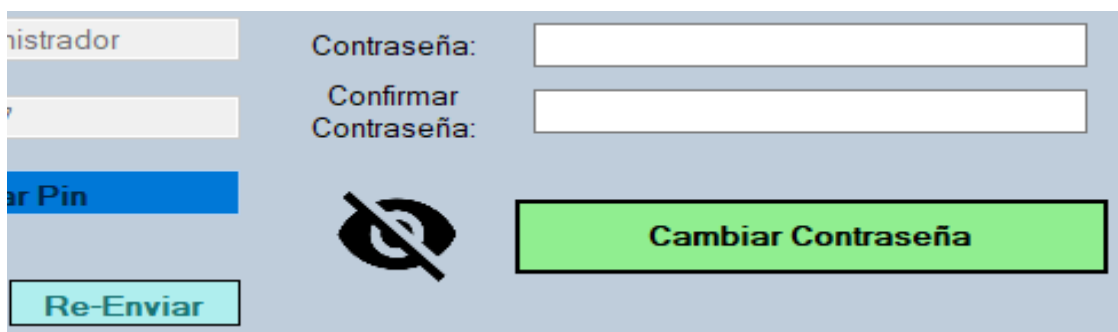 nistrador
Contraseña:
Confirmar
Contraseña:
ar Pin
Cambiar Contraseña
Re-Enviar